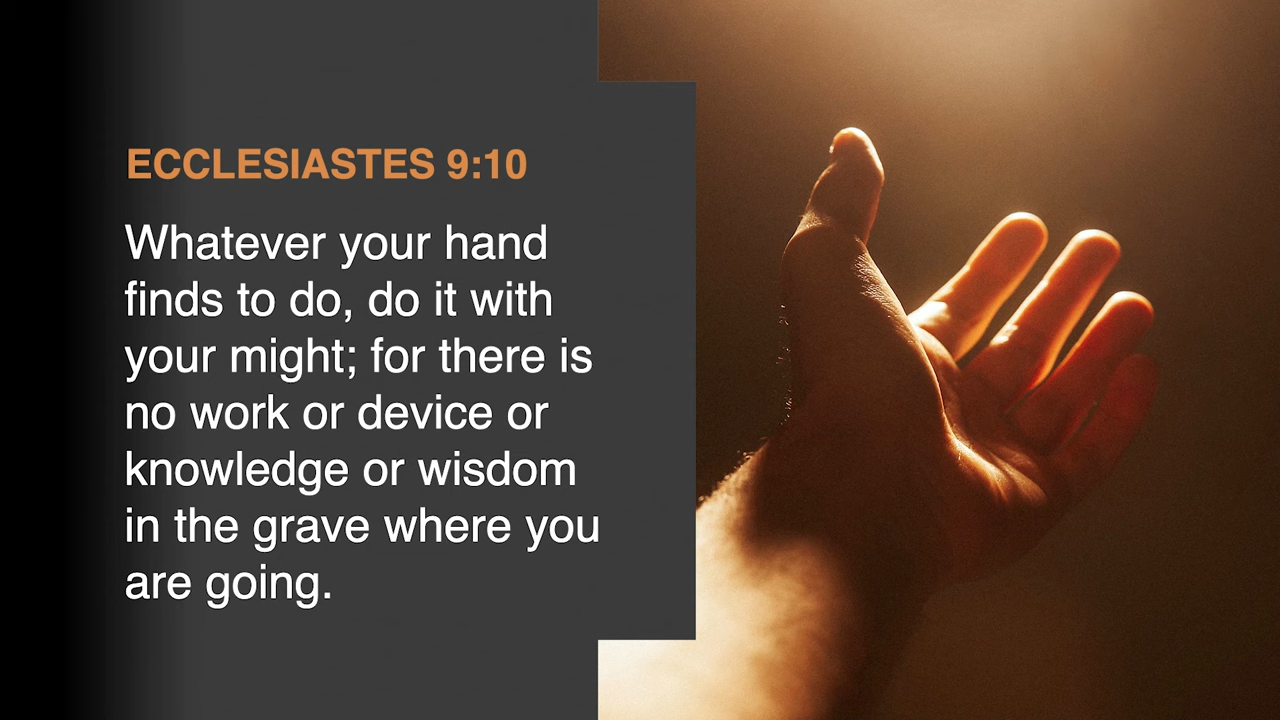 ECCLESIASTES 9:10
Whatever your hand
finds to do, do it with
your might; for there is
no work or device or
knowledge or wisdom
in the grave where you
are going.